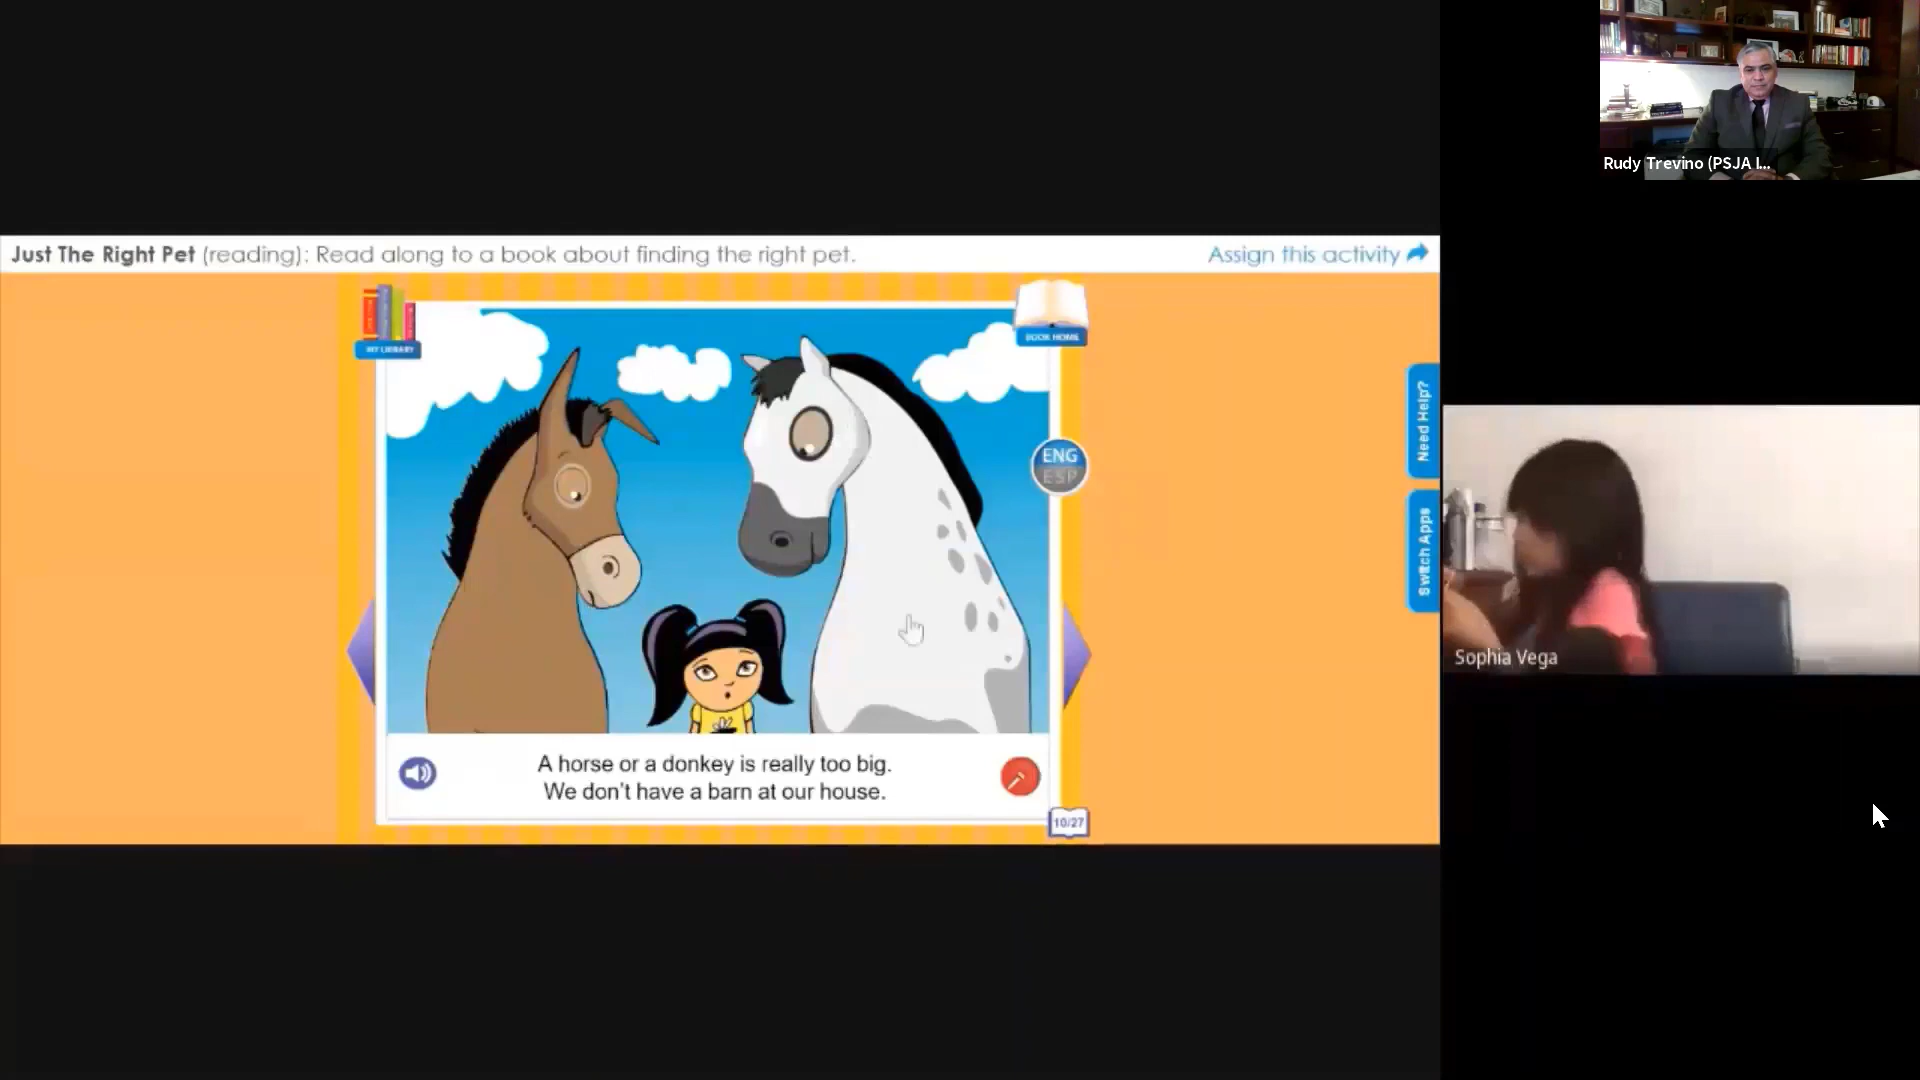 Rudy Trevino (PSJA I...
Just The Right Pet (reading): Read along to a book about finding the right pet.
Assign this activity
MY LIBRARY
BOOK HOME
ENG
ESP
Need Help?
Switch Apps
Sophia Vega
A horse or a donkey is really too big.
We don't have a barn at our house.
10/27